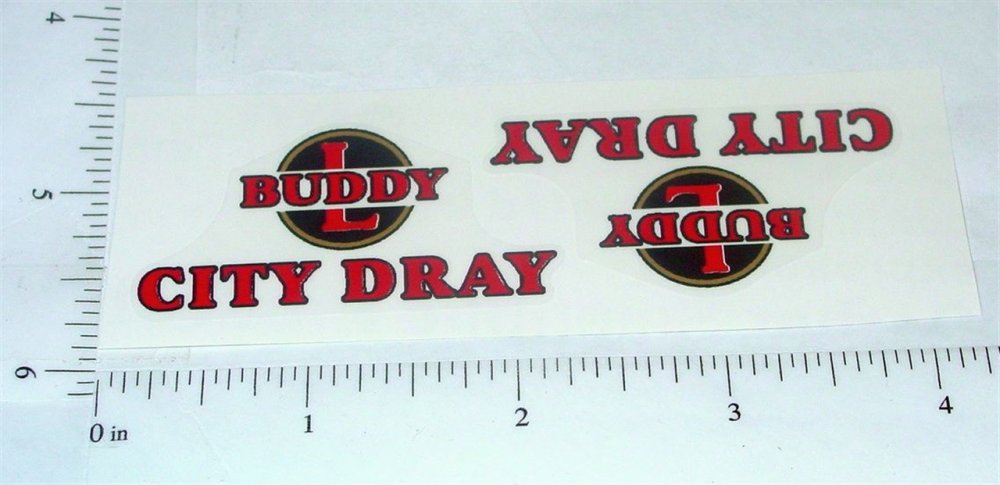 4
5
6
BUDDY
L
CITY DRAY
CITY DRAY
BUDDY
L
0 in 1 2 3 4